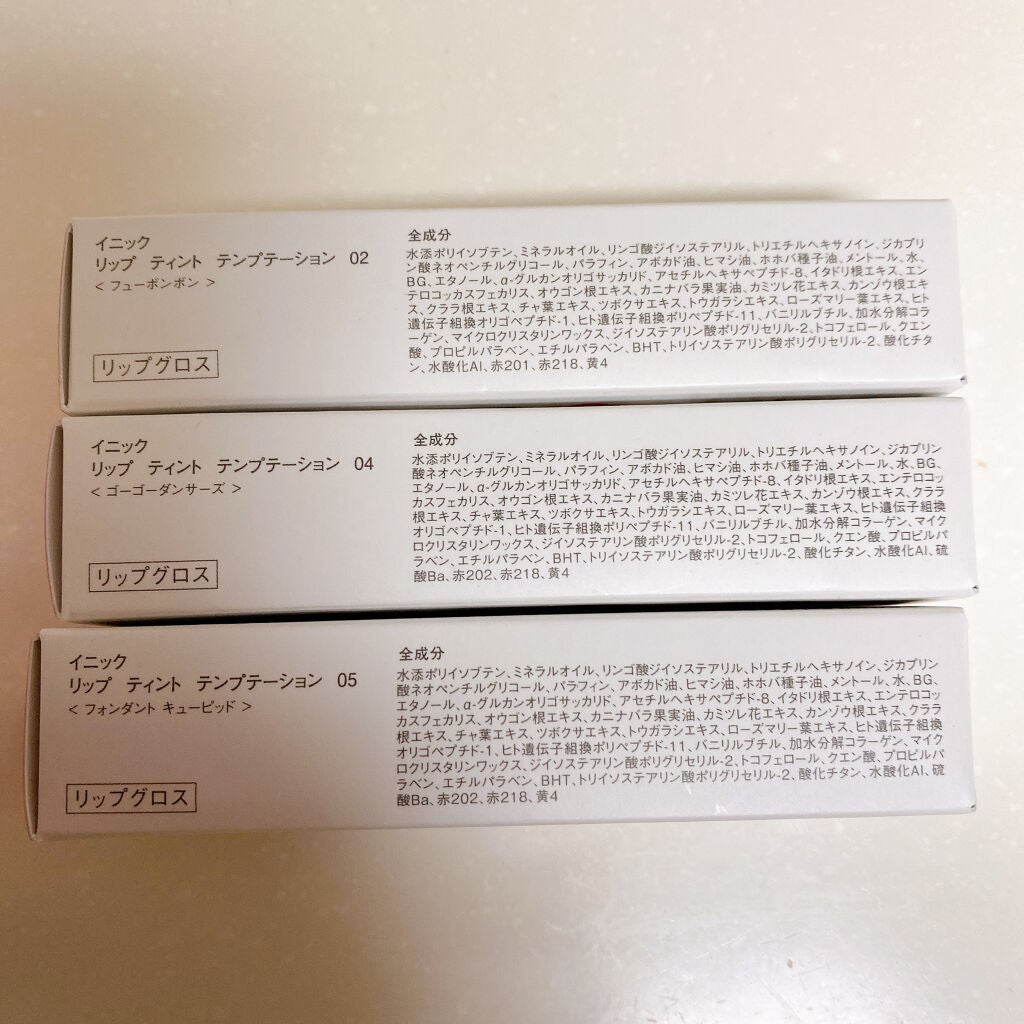 イニック
リップ ティント テンプテーション 02
< フューボンボン >
リップグロス
全成分
水添ポリイソブテン、ミネラルオイル、リンゴ酸ジイソステアリル、トリエチルヘキサノイン、ジカプリ
ン酸ネオペンチルグリコール、パラフィン、アボカド油、ヒマシ油、ホホバ種子油、メントール、水、
BG、エタノール、α-グルカンオリゴサッカリド、アセチルヘキサペプチド-8、イタドリ根エキス、エン
テロコッカスフェカリス、オウゴン根エキス、カニナバラ果実油、カミツレ花エキス、カンゾウ根エキ
ス、クララ根エキス、チャ葉エキス、ツボクサエキス、トウガラシエキス、ローズマリー葉エキス、ヒト
遺伝子組換オリゴペプチド-1、ヒト遺伝子組換ポリペプチド-11、バニリルブチル、加水分解コラ
ーゲン、マイクロクリスタリンワックス、ジイソステアリン酸ポリグリセリル-2、トコフェロール、クエン
酸、プロピルパラベン、エチルパラベン、BHT、トリイソステアリン酸ポリグリセリル-2、酸化チタ
ン、水酸化Al、赤201、赤218、黄4
イニック
リップ ティント テンプテーション 04
< ゴーゴーダンサーズ >
リップグロス
全成分
水添ポリイソブテン、ミネラルオイル、リンゴ酸ジイソステアリル、トリエチルヘキサノイン、ジカプリン
酸ネオペンチルグリコール、パラフィン、アボカド油、ヒマシ油、ホホバ種子油、メントール、水、BG、
エタノール、α-グルカンオリゴサッカリド、アセチルヘキサペプチド-8、イタドリ根エキス、エンテロコッ
カスフェカリス、オウゴン根エキス、カニナバラ果実油、カミツレ花エキス、カンゾウ根エキス、クララ
根エキス、チャ葉エキス、ツボクサエキス、トウガラシエキス、ローズマリー葉エキス、ヒト遺伝子組換
オリゴペプチド-1、ヒト遺伝子組換ポリペプチド-11、バニリルブチル、加水分解コラーゲン、マイク
ロクリスタリンワックス、ジイソステアリン酸ポリグリセリル-2、トコフェロール、クエン酸、プロピルパ
ラベン、エチルパラベン、BHT、トリイソステアリン酸ポリグリセリル-2、酸化チタン、水酸化Al、硫
酸Ba、赤202、赤218、黄4
イニック
リップ ティント テンプテーション 05
< フォンダント キューピッド >
リップグロス
全成分
水添ポリイソブテン、ミネラルオイル、リンゴ酸ジイソステアリル、トリエチルヘキサノイン、ジカプリン
酸ネオペンチルグリコール、パラフィン、アボカド油、ヒマシ油、ホホバ種子油、メントール、水、BG、
エタノール、α-グルカンオリゴサッカリド、アセチルヘキサペプチド-8、イタドリ根エキス、エンテロコッ
カスフェカリス、オウゴン根エキス、カニナバラ果実油、カミツレ花エキス、カンゾウ根エキス、クララ
根エキス、チャ葉エキス、ツボクサエキス、トウガラシエキス、ローズマリー葉エキス、ヒト遺伝子組換
オリゴペプチド-1、ヒト遺伝子組換ポリペプチド-11、バニリルブチル、加水分解コラーゲン、マイク
ロクリスタリンワックス、ジイソステアリン酸ポリグリセリル-2、トコフェロール、クエン酸、プロピルパ
ラベン、エチルパラベン、BHT、トリイソステアリン酸ポリグリセリル-2、酸化チタン、水酸化Al、硫
酸Ba、赤202、赤218、黄4